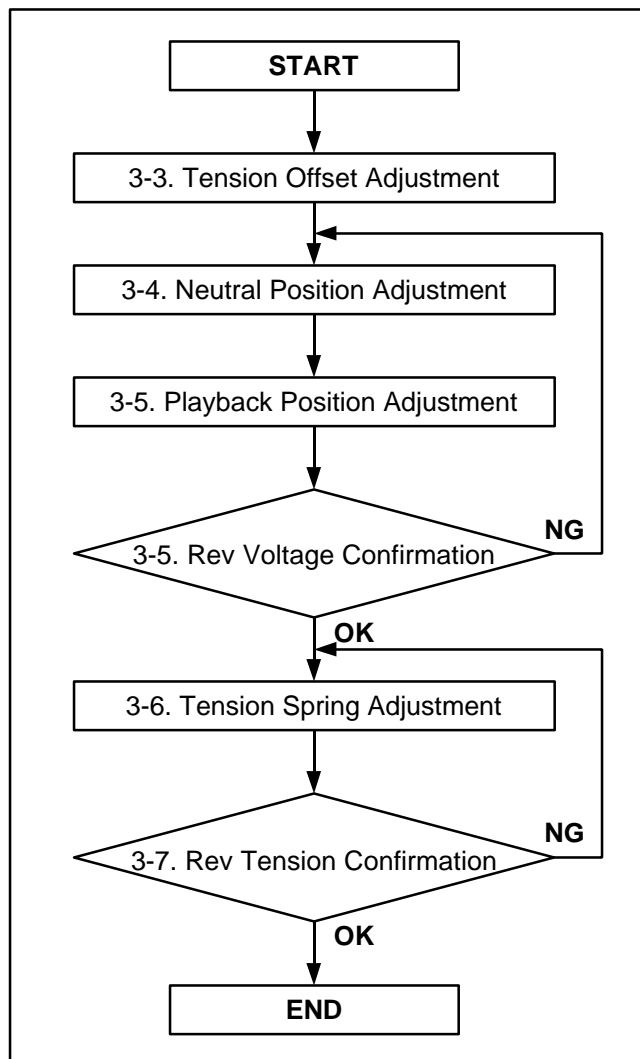 START
3-3. Tension Offset Adjustment
3-4. Neutral Position Adjustment
3-5. Playback Position Adjustment
3-5. Rev Voltage Confirmation
NG
OK
3-6. Tension Spring Adjustment
3-7. Rev Tension Confirmation
NG
OK
END